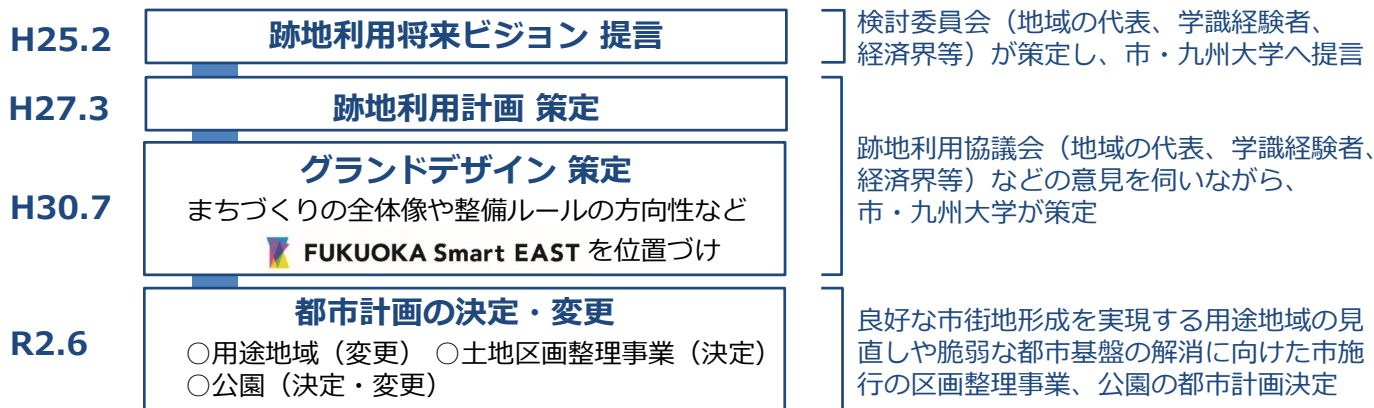 H25.2
跡地利用将来ビジョン 提言
検討委員会（地域の代表、学識経験者、
経済界等）が策定し、市・九州大学へ提言
H27.3
跡地利用計画 策定
H30.7
グランドデザイン 策定
まちづくりの全体像や整備ルールの方向性など
FUKUOKA Smart EAST を位置づけ
跡地利用協議会（地域の代表、学識経験者、
経済界等）などの意見を伺いながら、
市・九州大学が策定
R2.6
都市計画の決定・変更
○用途地域（変更） ○土地区画整理事業（決定）
○公園（決定・変更）
良好な市街地形成を実現する用途地域の見
直しや脆弱な都市基盤の解消に向けた市施
行の区画整理事業、公園の都市計画決定